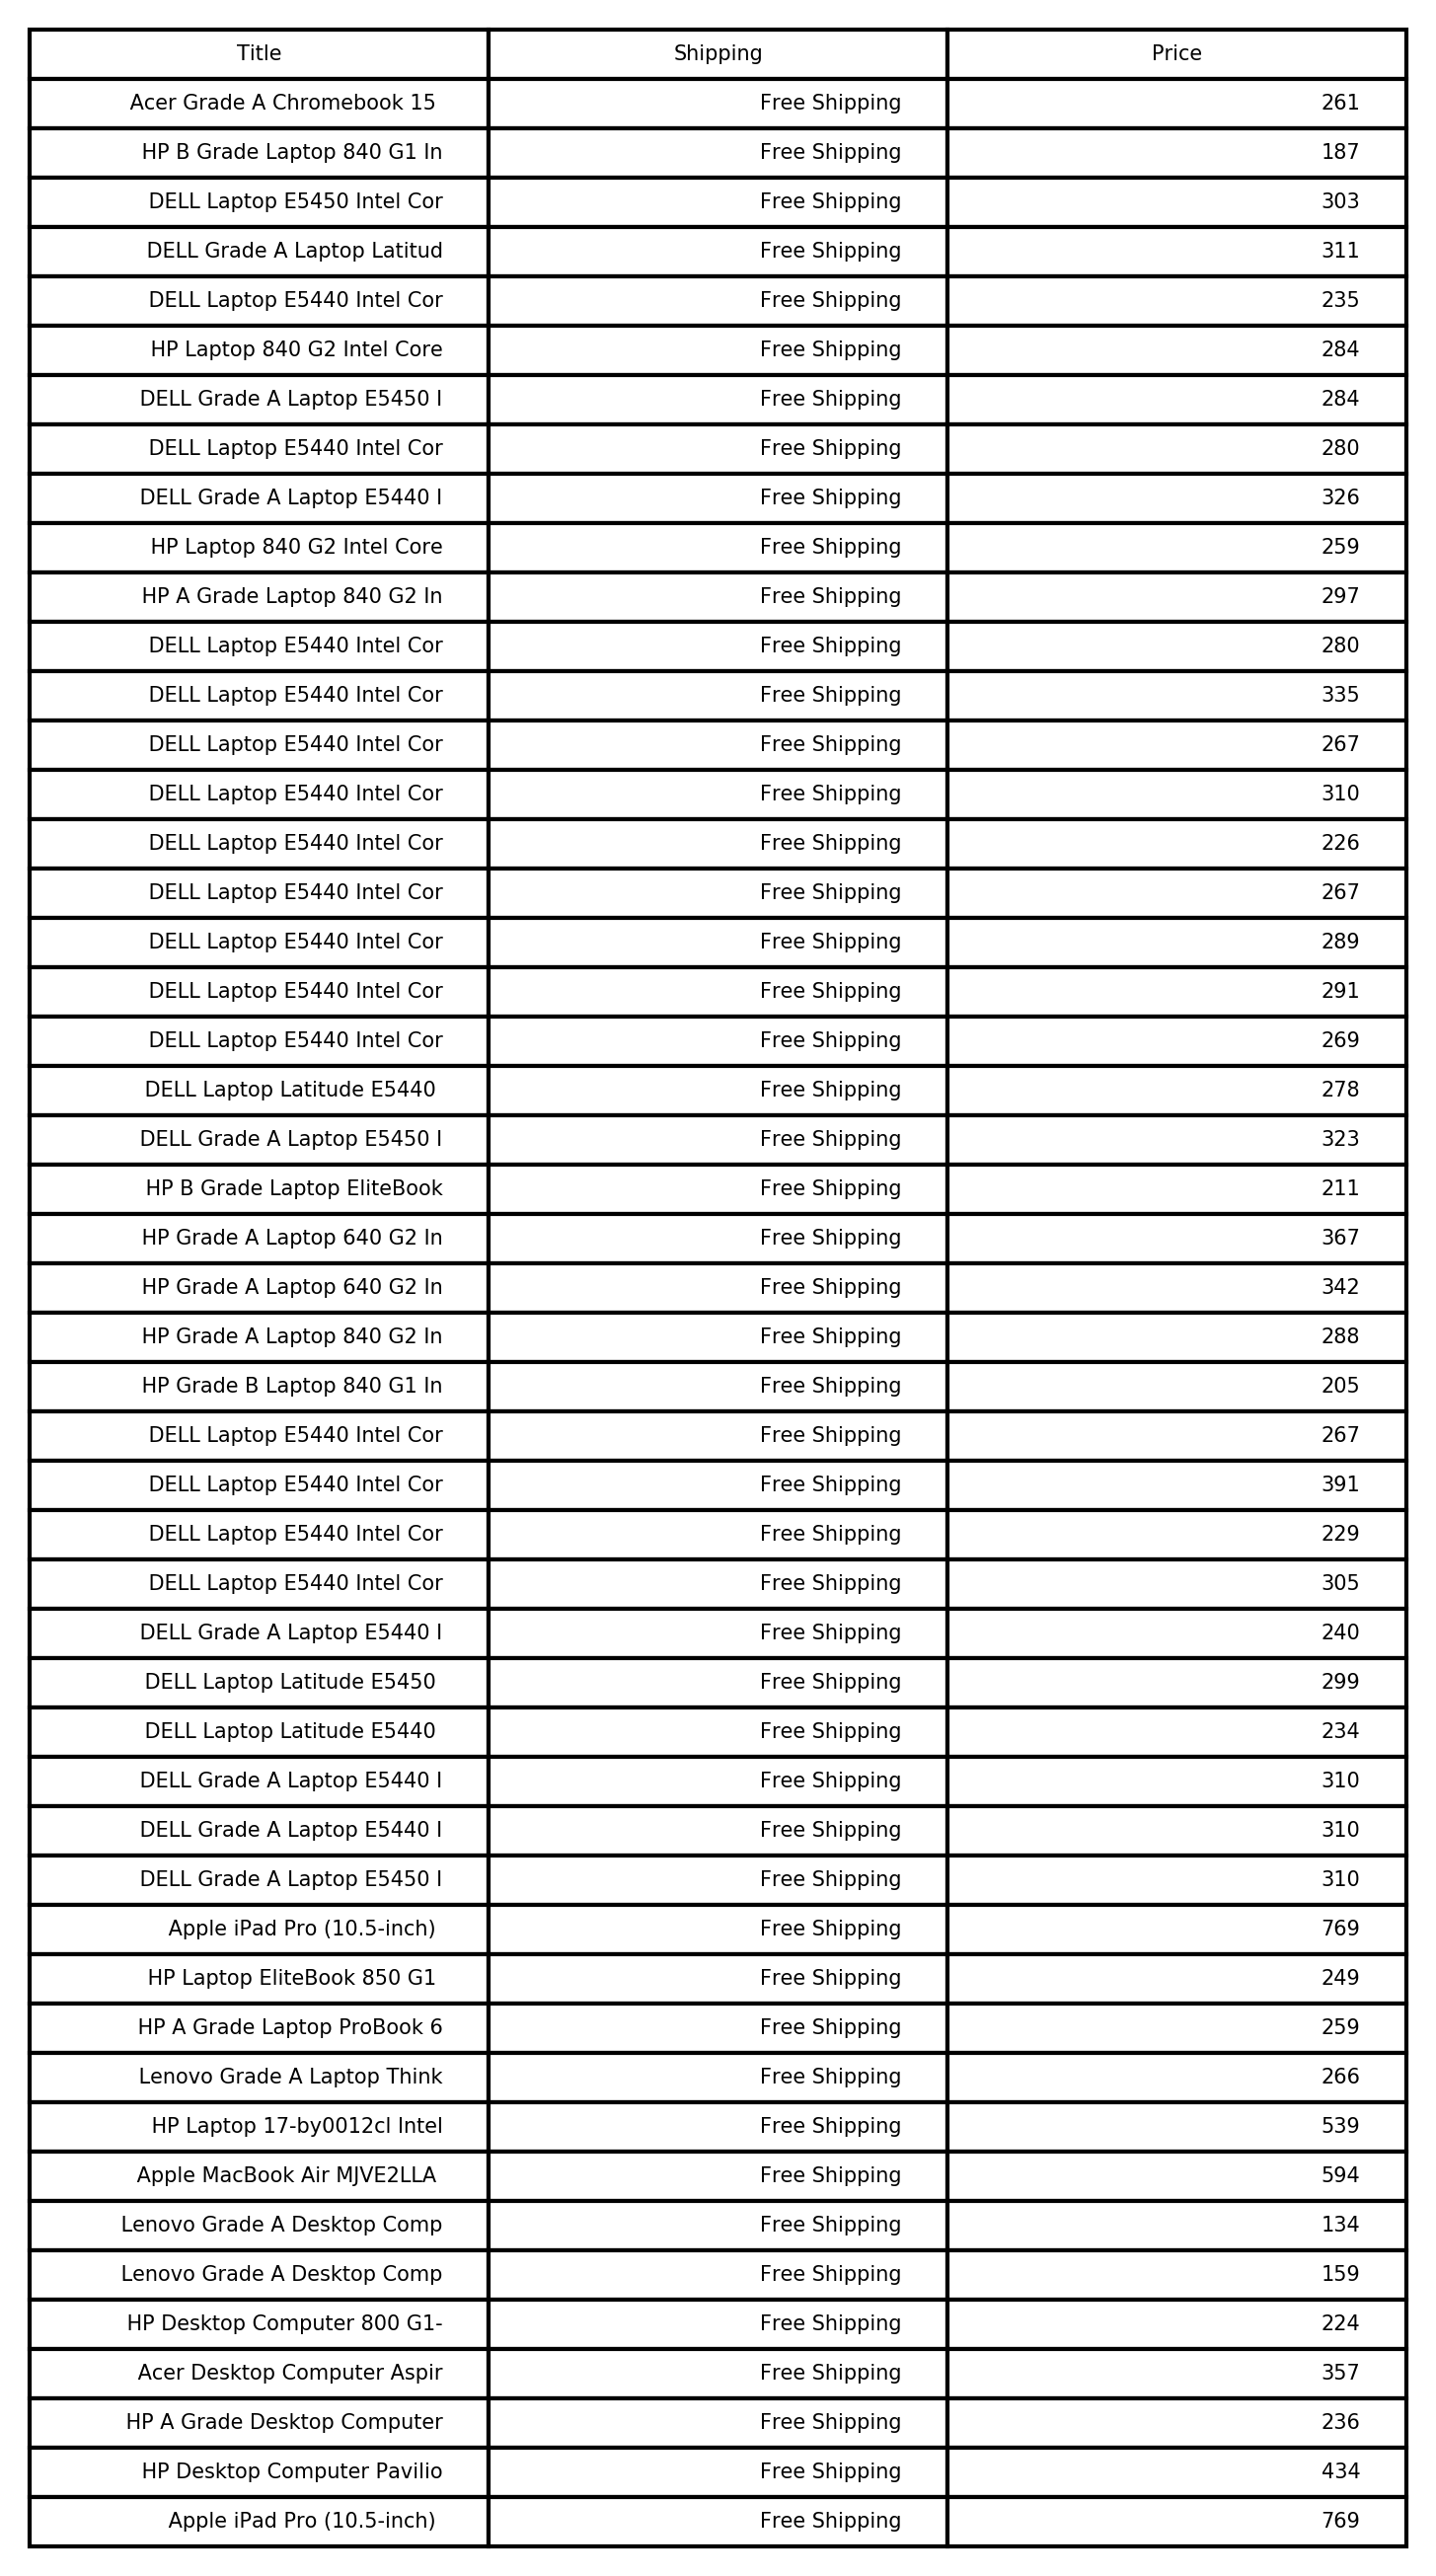 Title Shipping Price
Acer Grade A Chromebook 15 Free Shipping 261
HP B Grade Laptop 840 G1 In Free Shipping 187
DELL Laptop E5450 Intel Cor Free Shipping 303
DELL Grade A Laptop Latitud Free Shipping 311
DELL Laptop E5440 Intel Cor Free Shipping 235
HP Laptop 840 G2 Intel Core Free Shipping 284
DELL Grade A Laptop E5450 I Free Shipping 284
DELL Laptop E5440 Intel Cor Free Shipping 280
DELL Grade A Laptop E5440 I Free Shipping 326
HP Laptop 840 G2 Intel Core Free Shipping 259
HP A Grade Laptop 840 G2 In Free Shipping 297
DELL Laptop E5440 Intel Cor Free Shipping 280
DELL Laptop E5440 Intel Cor Free Shipping 335
DELL Laptop E5440 Intel Cor Free Shipping 267
DELL Laptop E5440 Intel Cor Free Shipping 310
DELL Laptop E5440 Intel Cor Free Shipping 226
DELL Laptop E5440 Intel Cor Free Shipping 267
DELL Laptop E5440 Intel Cor Free Shipping 289
DELL Laptop E5440 Intel Cor Free Shipping 291
DELL Laptop E5440 Intel Cor Free Shipping 269
DELL Laptop Latitude E5440 Free Shipping 278
DELL Grade A Laptop E5450 I Free Shipping 323
HP B Grade Laptop EliteBook Free Shipping 211
HP Grade A Laptop 640 G2 In Free Shipping 367
HP Grade A Laptop 640 G2 In Free Shipping 342
HP Grade A Laptop 840 G2 In Free Shipping 288
HP Grade B Laptop 840 G1 In Free Shipping 205
DELL Laptop E5440 Intel Cor Free Shipping 267
DELL Laptop E5440 Intel Cor Free Shipping 391
DELL Laptop E5440 Intel Cor Free Shipping 229
DELL Laptop E5440 Intel Cor Free Shipping 305
DELL Grade A Laptop E5440 I Free Shipping 240
DELL Laptop Latitude E5450 Free Shipping 299
DELL Laptop Latitude E5440 Free Shipping 234
DELL Grade A Laptop E5440 I Free Shipping 310
DELL Grade A Laptop E5440 I Free Shipping 310
DELL Grade A Laptop E5450 I Free Shipping 310
Apple iPad Pro (10.5-inch) Free Shipping 769
HP Laptop EliteBook 850 G1 Free Shipping 249
HP A Grade Laptop ProBook 6 Free Shipping 259
Lenovo Grade A Laptop Think Free Shipping 266
HP Laptop 17-by0012cl Intel Free Shipping 539
Apple MacBook Air MJVE2LLA Free Shipping 594
Lenovo Grade A Desktop Comp Free Shipping 134
Lenovo Grade A Desktop Comp Free Shipping 159
HP Desktop Computer 800 G1- Free Shipping 224
Acer Desktop Computer Aspir Free Shipping 357
HP A Grade Desktop Computer Free Shipping 236
HP Desktop Computer Pavilio Free Shipping 434
Apple iPad Pro (10.5-inch) Free Shipping 769